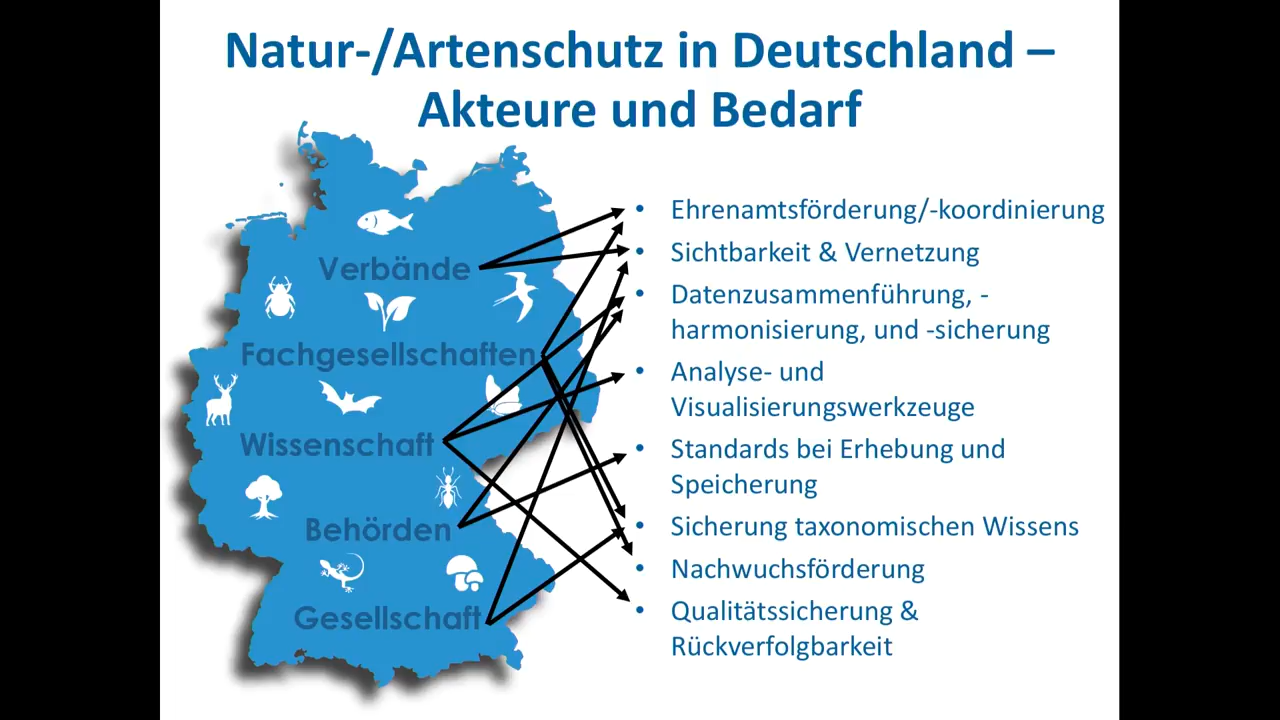 Natur-/Artenschutz in Deutschland –
Akteure und Bedarf
Verbände
Fachgesellschaften
Wissenschaft
Behörden
Gesellschaft
• Ehrenamtsförderung/-koordinierung
• Sichtbarkeit & Vernetzung
• Datenzusammenführung, -
harmonisierung, und -sicherung
• Analyse- und
Visualisierungswerkzeuge
• Standards bei Erhebung und
Speicherung
• Sicherung taxonomischen Wissens
• Nachwuchsförderung
• Qualitätssicherung &
Rückverfolgbarkeit